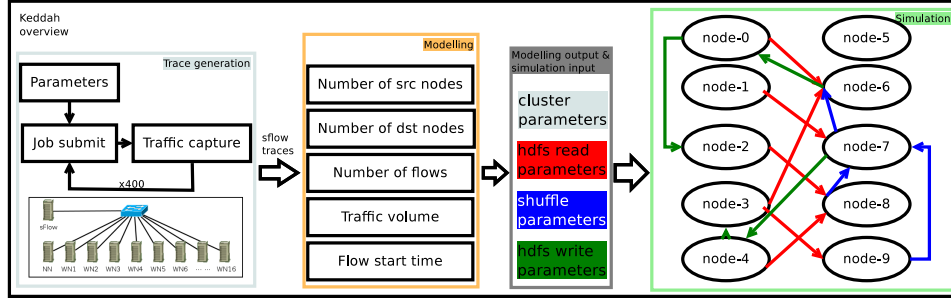 Keddah
overview
Trace generation
Parameters
Job submit
Traffic capture
x400
sFlow
NN WN1 WN2 WN3 WN4 WN5 WN6 ... ... WN16
sflow
traces
Modelling
Number of src nodes
Number of dst nodes
Number of flows
Traffic volume
Flow start time
Modelling output &
simulation input
cluster
parameters
hdfs read
parameters
shuffle
parameters
hdfs write
parameters
Simulation
node-0
node-5
node-1
node-6
node-2
node-7
node-3
node-8
node-4
node-9